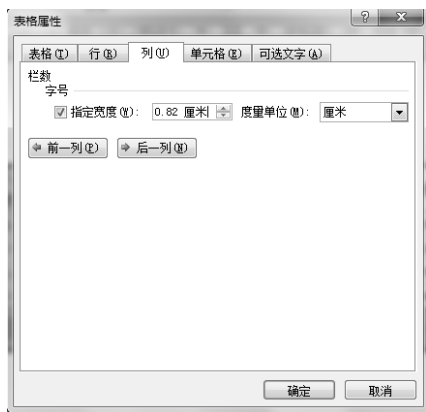 表格属性
表格(T) 行(R) 列(U) 单元格(E) 可选文字(A)
栏数
字号
指定宽度(W): 0.82 厘米 度量单位(M): 厘米
前一列(P) 后一列(N)
确定 取消